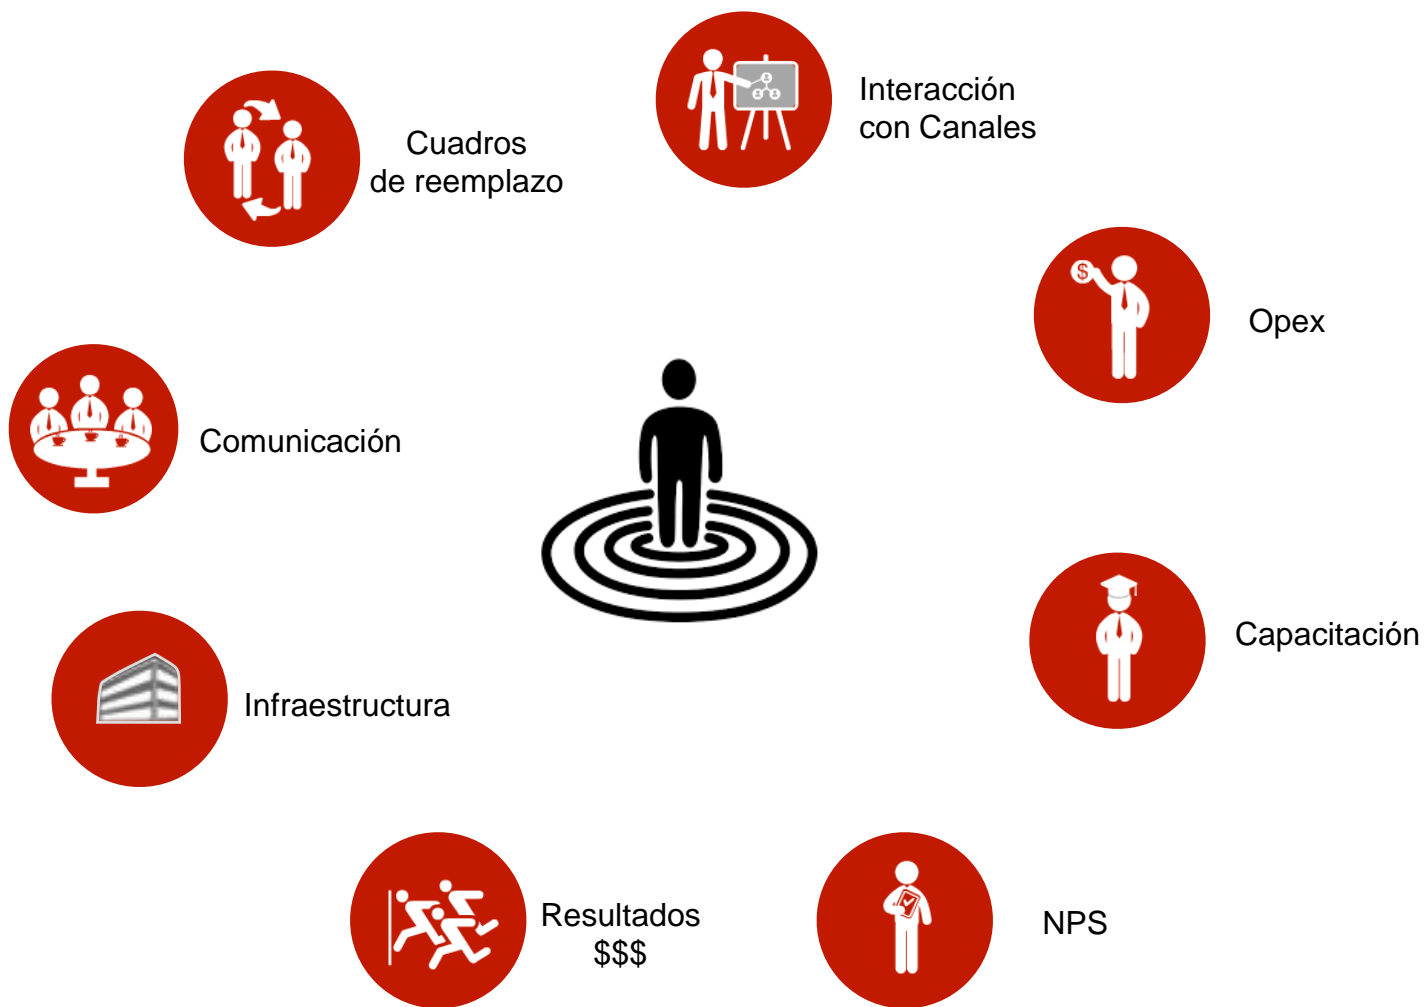 Interacción
con Canales
Cuadros
de reemplazo
$
Opex
Comunicación
Capacitación
Infraestructura
Resultados
$$$
NPS